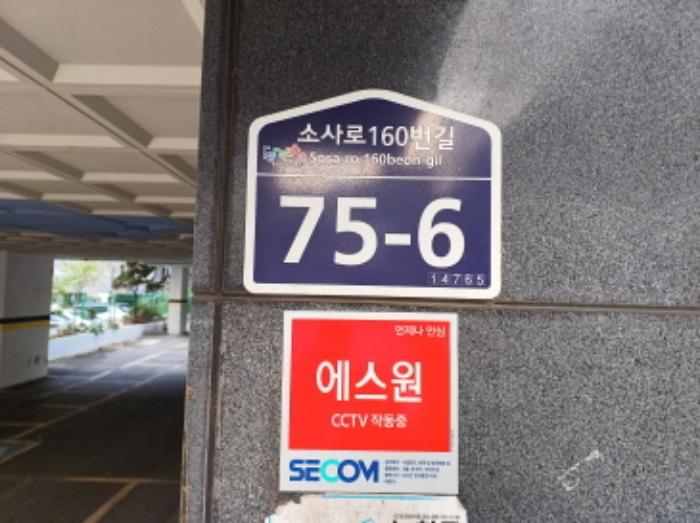 소사로160번길
Sosa-ro 160beon-gil
75-6
14765
언제나 안심
에스원
CCTV 작동중
SECOM